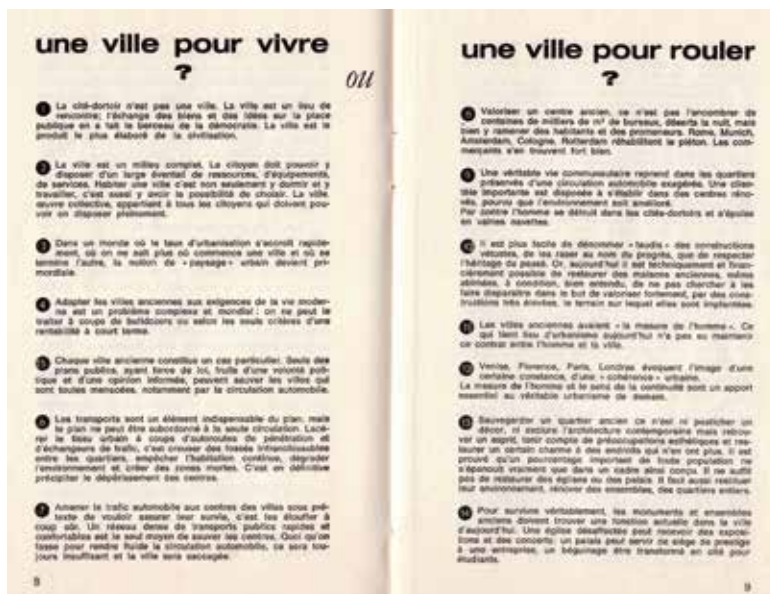 une ville pour vivre
?
1 La cité-dortoir n'est pas une ville. La ville est un lieu de
rencontre; l'échange des biens et des idées sur la place
publique en a fait le berceau de la démocratie. La ville est le
produit le plus élaboré de la civilisation.
2 La ville est un milieu complet. Le citoyen doit pouvoir y
disposer d'un large éventail de ressources, d'équipements,
de services. Habiter une ville c'est non seulement y dormir et y
travailler, c'est aussi y avoir la possibilité de choisir. La ville,
œuvre collective, appartient à tous les citoyens qui doivent pou-
voir en disposer pleinement.
3 Dans un monde où le taux d'urbanisation s'accroît rapide-
ment, où on ne sait plus où commence une ville et où se
termine l'autre, la notion de « paysage » urbain devient pri-
mordiale.
4 Adapter les villes anciennes aux exigences de la vie moder-
ne est un problème complexe et mondial : on ne peut le
traiter à coups de bulldozers ou selon les seuls critères d'une
rentabilité à court terme.
5 Chaque ville ancienne constitue un cas particulier. Seuls des
plans publics, ayant force de loi, fruits d'une volonté poli-
tique et d'une opinion informée, peuvent sauver les villes qui
sont toutes menacées, notamment par la circulation automobile.
6 Les transports sont un élément indispensable du plan, mais
le plan ne peut être subordonné à la seule circulation. Lacé-
rer le tissu urbain à coups d'autoroutes de pénétration et
d'échangeurs de trafic, c'est creuser des fossés infranchissables
entre les quartiers, empêcher l'habitation continue, dégrader
l'environnement et créer des zones mortes. C'est en définitive
précipiter le dépérissement des centres.
7 Amener le trafic automobile aux centres des villes sous pré-
texte de vouloir assurer leur survie, c'est les étouffer à
coup sûr. Un réseau dense de transports publics rapides et
confortables est le seul moyen de sauver les centres. Quoi qu'on
fasse pour rendre fluide la circulation automobile, ce sera tou-
jours insuffisant et la ville sera saccagée.
8
ou
une ville pour rouler
?
8 Valoriser un centre ancien, ce n'est pas l'encombrer de
centaines de milliers de m² de bureaux, déserts la nuit, mais
bien y ramener des habitants et des promeneurs. Rome, Munich,
Amsterdam, Cologne, Rotterdam réhabilitent le piéton. Les com-
merçants s'en trouvent fort bien.
9 Une véritable vie communautaire reprend dans les quartiers
préservés d'une circulation automobile exagérée. Une clien-
tèle importante est disposée à s'établir dans des centres réno-
vés, pourvu que l'environnement soit amélioré.
Par contre l'homme se détruit dans les cités-dortoirs et s'épuise
en vaines navettes.
10 Il est plus facile de dénommer « taudis » des constructions
vétustes, de les raser au nom du progrès, que de respecter
l'héritage du passé. Or, aujourd'hui il est techniquement et finan-
cièrement possible de restaurer des maisons anciennes, même
abîmées, à condition, bien entendu, de ne pas chercher à les
faire disparaître dans le but de valoriser fortement, par des cons-
tructions très élevées, le terrain sur lequel elles sont implantées.
11 Les villes anciennes avaient « la mesure de l'homme ». Ce
qui tient lieu d'urbanisme aujourd'hui n'a pas su maintenir
ce contrat entre l'homme et la ville.
12 Venise, Florence, Paris, Londres évoquent l'image d'une
certaine constance, d'une « cohérence » urbaine.
La mesure de l'homme et le sens de la continuité sont un apport
essentiel au véritable urbanisme de demain.
13 Sauvegarder un quartier ancien ce n'est ni posticher un
décor, ni exclure l'architecture contemporaine mais retrou-
ver un esprit, tenir compte de préoccupations esthétiques et res-
taurer un certain charme à des endroits qui n'en ont plus. Il est
prouvé qu'un pourcentage important de toute population ne
s'épanouit vraiment que dans un cadre ainsi conçu. Il ne suffit
pas de restaurer des églises ou des palais. Il faut aussi restituer
leur environnement, rénover des ensembles, des quartiers entiers.
14 Pour survivre véritablement, les monuments et ensembles
anciens doivent trouver une fonction actuelle dans la ville
d'aujourd'hui. Une église désaffectée peut recevoir des exposi-
tions et des concerts, un palais peut servir de siège de prestige
à une entreprise, un béguinage être transformé en cité pour
étudiants.
9